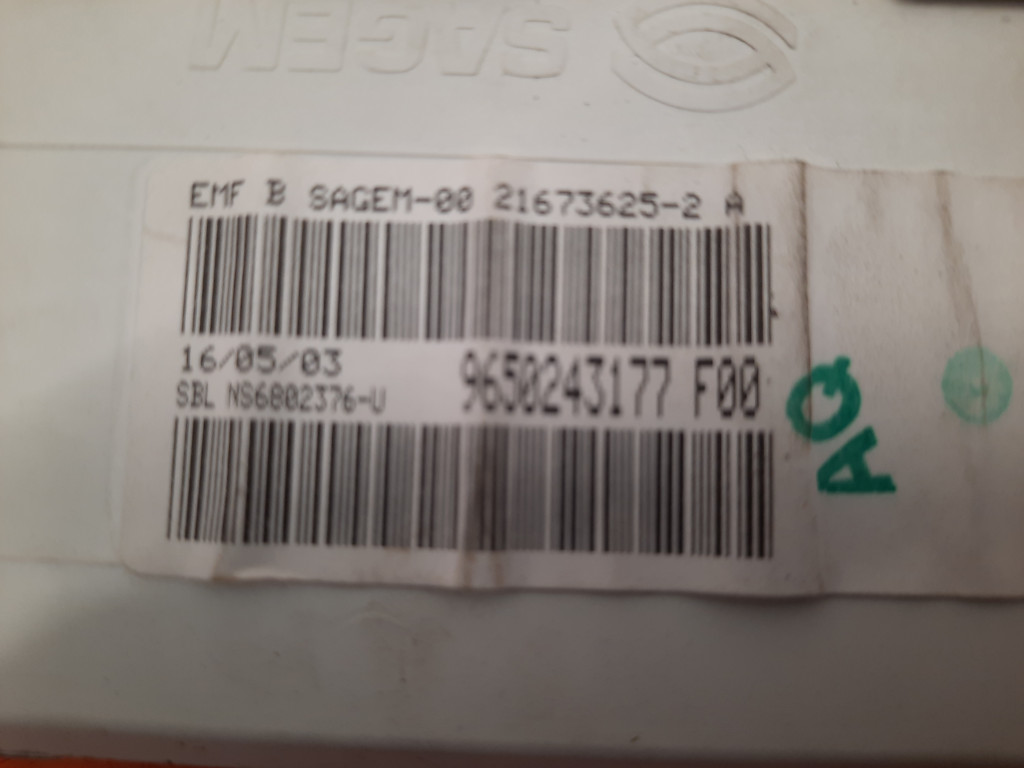 SAGEM
EMF B SAGEM-00 21673625-2 A
16/05/03
SBL NS6802376-U
9650243177 F00
AQ